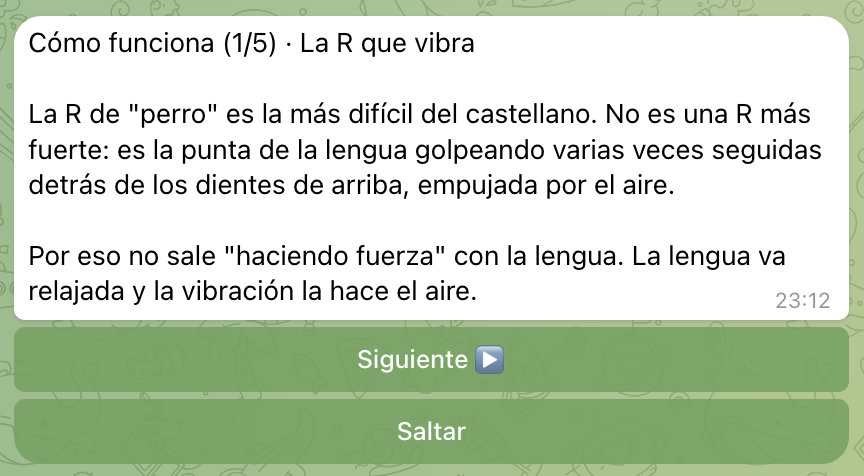 Cómo funciona (1/5) · La R que vibra
La R de "perro" es la más difícil del castellano. No es una R más
fuerte: es la punta de la lengua golpeando varias veces seguidas
detrás de los dientes de arriba, empujada por el aire.
Por eso no sale "haciendo fuerza" con la lengua. La lengua va
relajada y la vibración la hace el aire.
23:12
Siguiente ▶️
Saltar